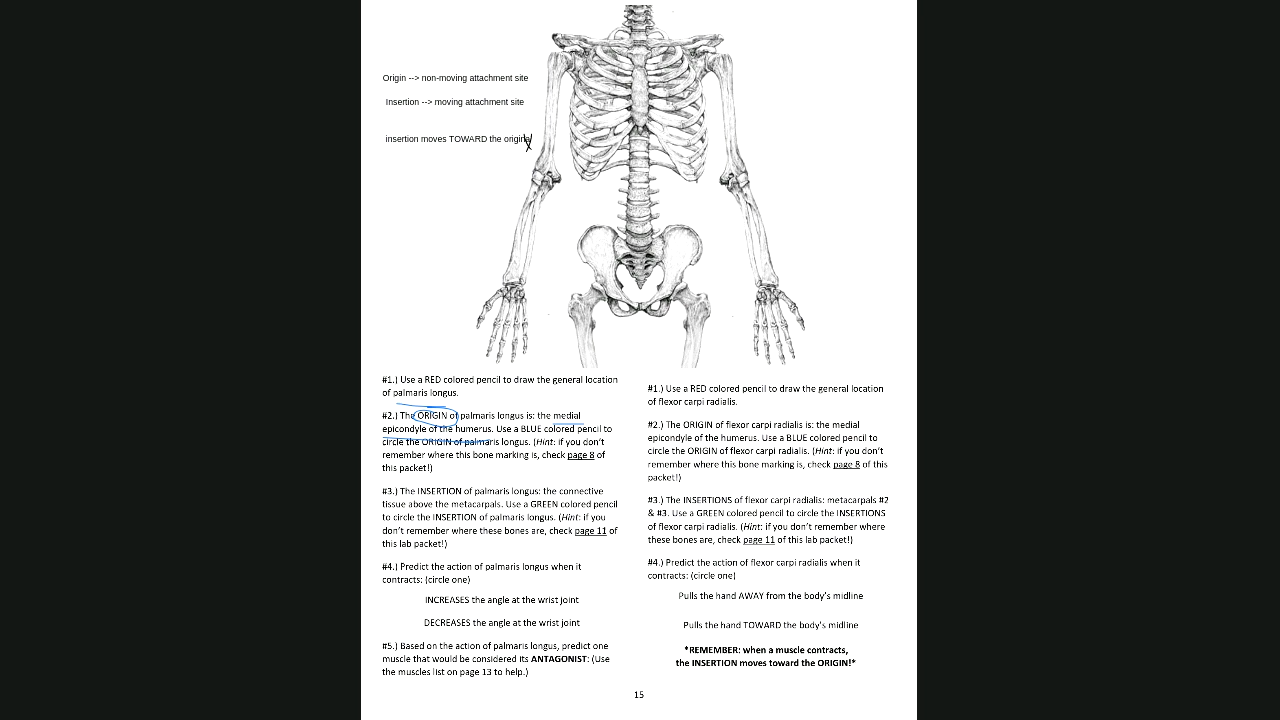 Origin --> non-moving attachment site
Insertion --> moving attachment site
insertion moves TOWARD the origin
#1.) Use a RED colored pencil to draw the general location
of palmaris longus.
#2.) The ORIGIN of palmaris longus is: the medial
epicondyle of the humerus. Use a BLUE colored pencil to
circle the ORIGIN of palmaris longus. (Hint: if you don't
remember where this bone marking is, check page 8 of
this packet!)
#3.) The INSERTION of palmaris longus: the connective
tissue above the metacarpals. Use a GREEN colored pencil
to circle the INSERTION of palmaris longus. (Hint: if you
don't remember where these bones are, check page 11 of
this lab packet!)
#4.) Predict the action of palmaris longus when it
contracts: (circle one)
INCREASES the angle at the wrist joint
DECREASES the angle at the wrist joint
#5.) Based on the action of palmaris longus, predict one
muscle that would be considered its ANTAGONIST: (Use
the muscles list on page 13 to help.)
#1.) Use a RED colored pencil to draw the general location
of flexor carpi radialis.
#2.) The ORIGIN of flexor carpi radialis is: the medial
epicondyle of the humerus. Use a BLUE colored pencil to
circle the ORIGIN of flexor carpi radialis. (Hint: if you don't
remember where this bone marking is, check page 8 of this
packet!)
#3.) The INSERTIONS of flexor carpi radialis: metacarpals #2
& #3. Use a GREEN colored pencil to circle the INSERTIONS
of flexor carpi radialis. (Hint: if you don't remember where
these bones are, check page 11 of this lab packet!)
#4.) Predict the action of flexor carpi radialis when it
contracts: (circle one)
Pulls the hand AWAY from the body's midline
Pulls the hand TOWARD the body's midline
*REMEMBER: when a muscle contracts,
the INSERTION moves toward the ORIGIN!*
15